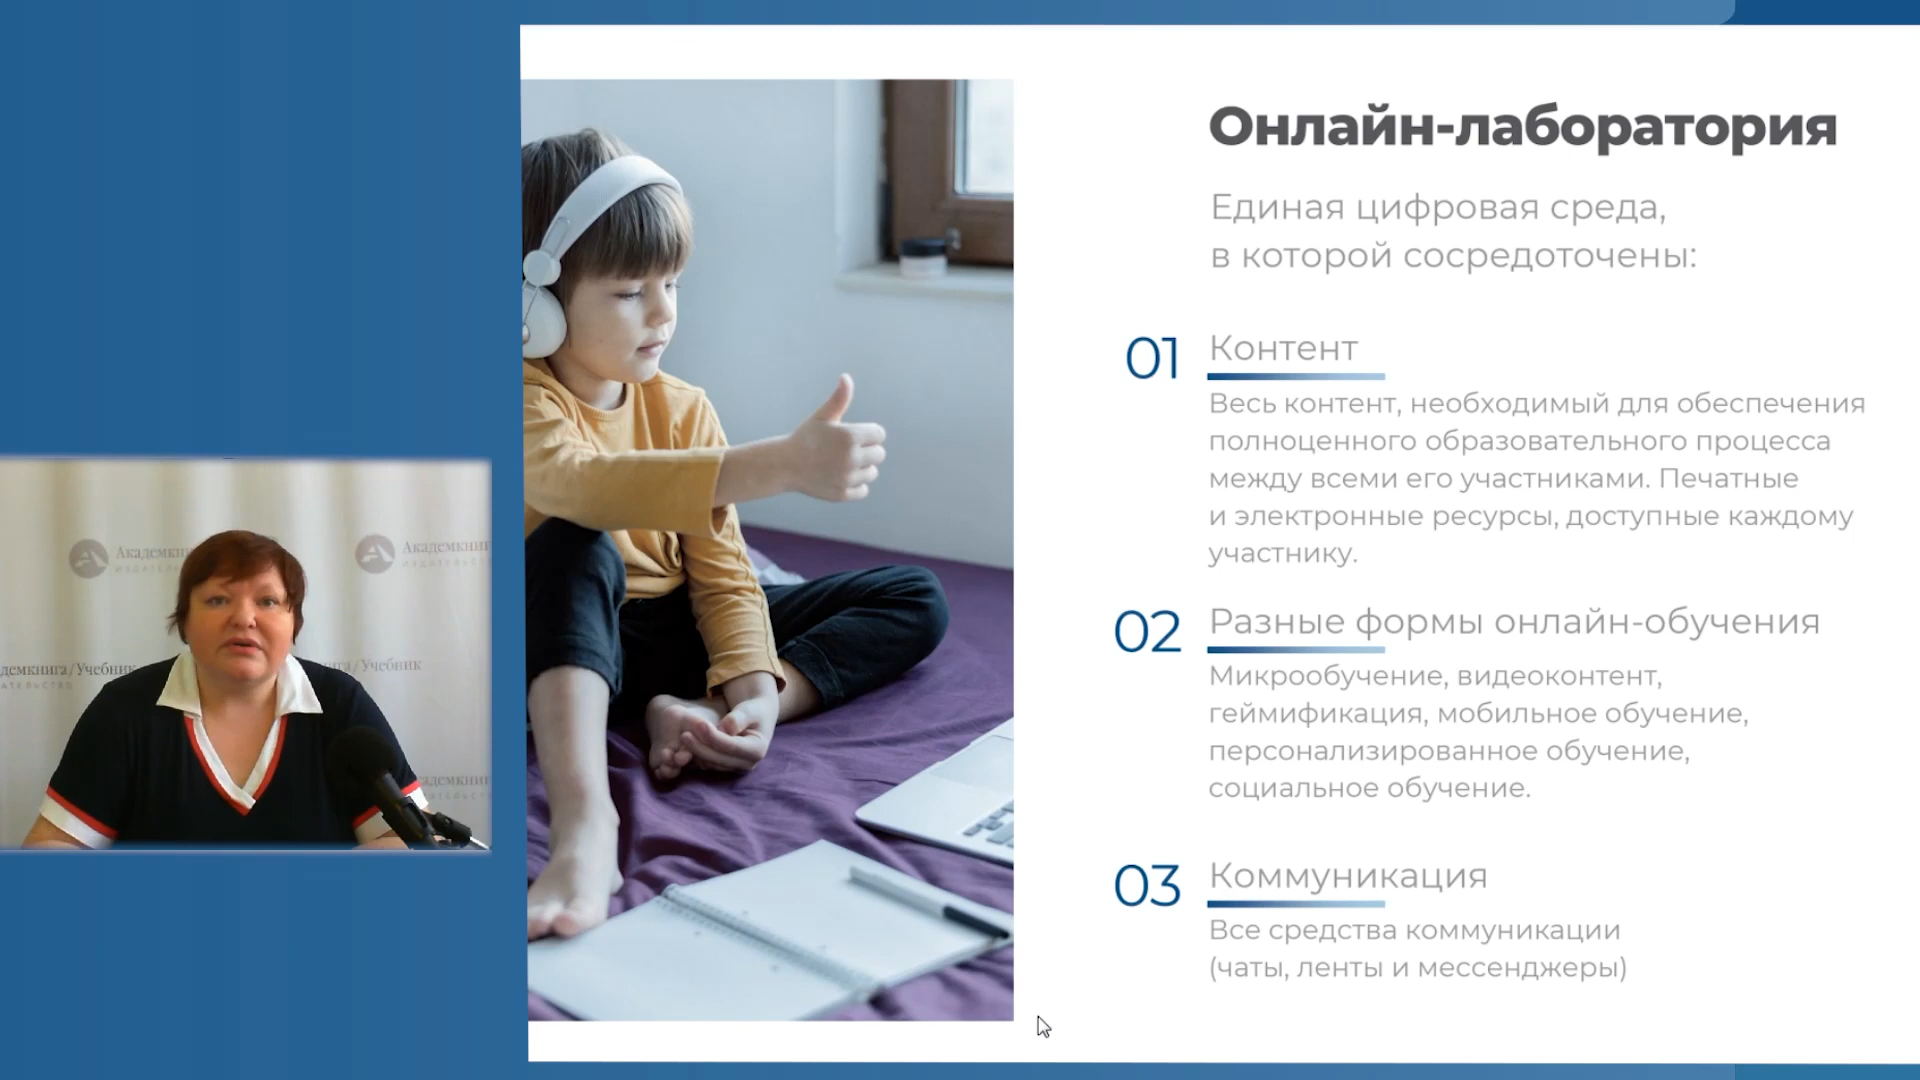 Онлайн-лаборатория
Единая цифровая среда,
в которой сосредоточены:
01 Контент
Весь контент, необходимый для обеспечения
полноценного образовательного процесса
между всеми его участниками. Печатные
и электронные ресурсы, доступные каждому
участнику.
02 Разные формы онлайн-обучения
Микрообучение, видеоконтент,
геймификация, мобильное обучение,
персонализированное обучение,
социальное обучение.
03 Коммуникация
Все средства коммуникации
(чаты, ленты и мессенджеры)
/Учебник
/Учебник